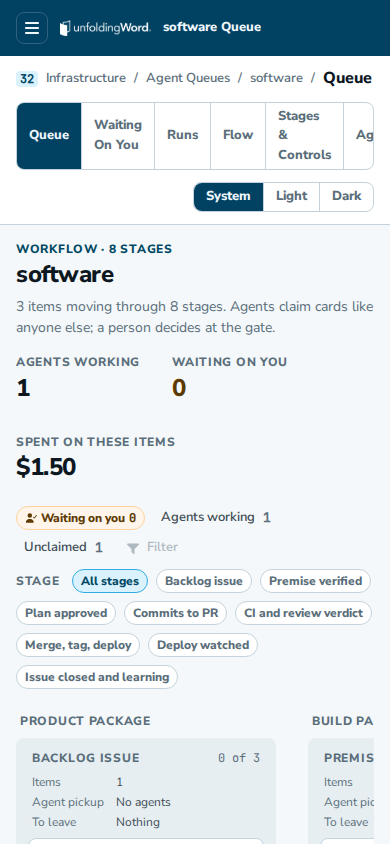 unfoldingWord. software Queue
32 Infrastructure / Agent Queues / software / Queue
Queue
Waiting On You
Runs
Flow
Stages & Controls
Ag
System Light Dark
WORKFLOW · 8 STAGES
software
3 items moving through 8 stages. Agents claim cards like
anyone else; a person decides at the gate.
AGENTS WORKING WAITING ON YOU
1 0
SPENT ON THESE ITEMS
$1.50
Waiting on you 0 Agents working 1
Unclaimed 1 Filter
STAGE All stages Backlog issue Premise verified
Plan approved Commits to PR CI and review verdict
Merge, tag, deploy Deploy watched
Issue closed and learning
PRODUCT PACKAGE BUILD PA
BACKLOG ISSUE 0 of 3 PREMIS
Items 1 Items
Agent pickup No agents Agent pic
To leave Nothing To leave